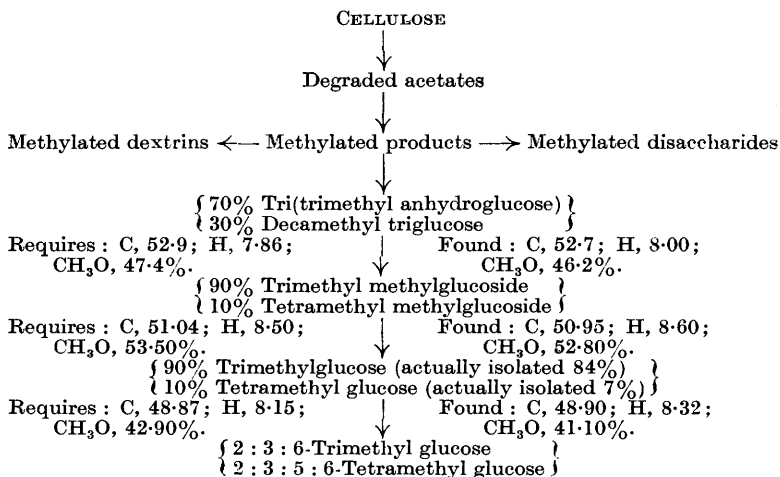 CELLULOSE
Degraded acetates
Methylated dextrins ← Methylated products → Methylated disaccharides
{70% Tri(trimethyl anhydroglucose)}
{30% Decamethyl triglucose}
Requires : C, 52·9; H, 7·86; Found : C, 52·7; H, 8·00;
CH₃O, 47·4%. CH₃O, 46·2%.
{90% Trimethyl methylglucoside}
{10% Tetramethyl methylglucoside}
Requires : C, 51·04; H, 8·50; Found : C, 50·95; H, 8·60;
CH₃O, 53·50%. CH₃O, 52·80%.
{90% Trimethylglucose (actually isolated 84%)}
{10% Tetramethyl glucose (actually isolated 7%)}
Requires : C, 48·87; H, 8·15; Found : C, 48·90; H, 8·32;
CH₃O, 42·90%. CH₃O, 41·10%.
{2 : 3 : 6-Trimethyl glucose}
{2 : 3 : 5 : 6-Tetramethyl glucose}